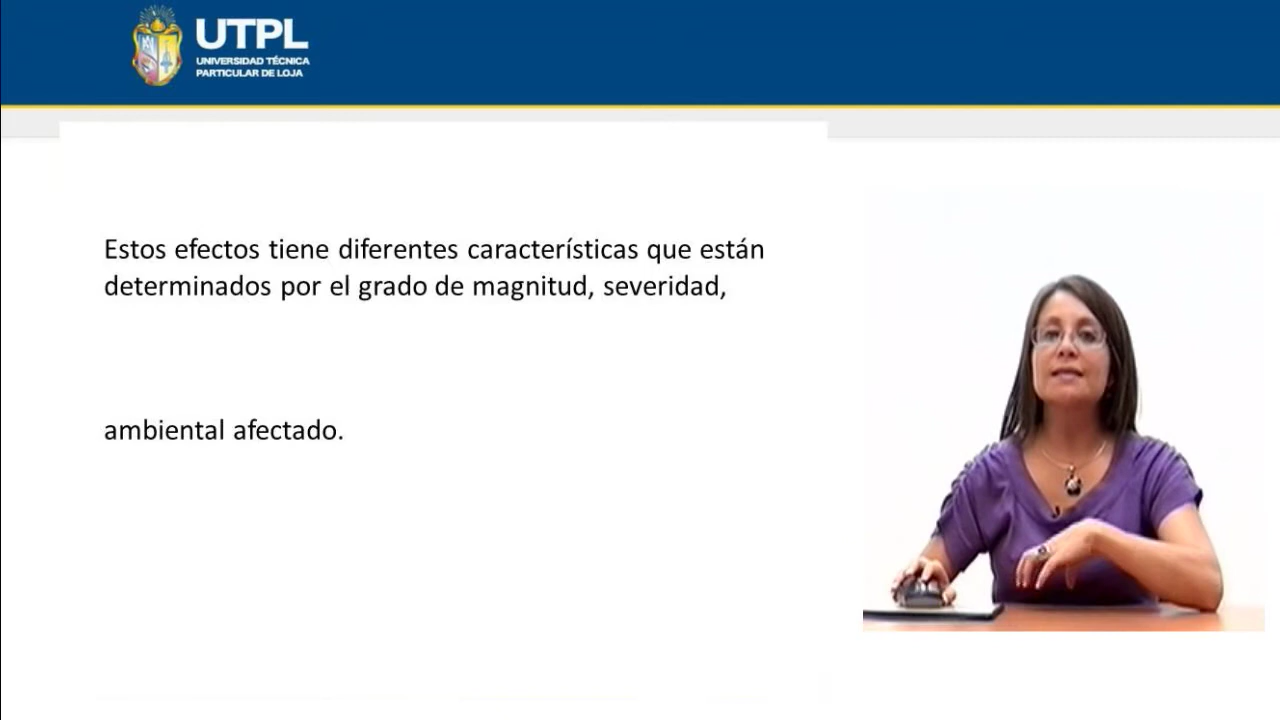 UTPL
UNIVERSIDAD TÉCNICA
PARTICULAR DE LOJA
Estos efectos tiene diferentes características que están
determinados por el grado de magnitud, severidad,
ambiental afectado.